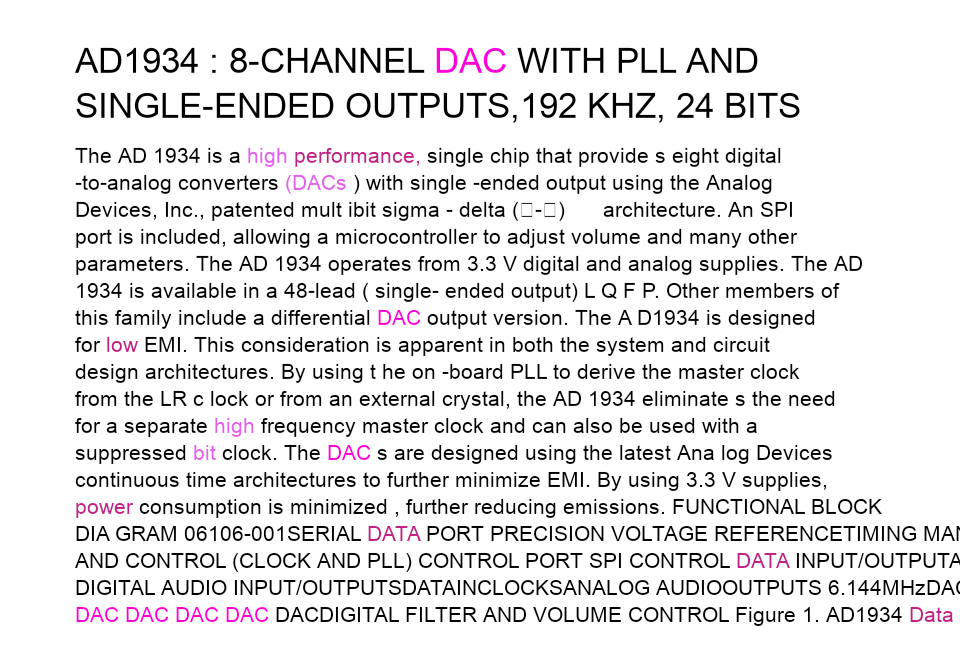 AD1934 : 8-CHANNEL DAC WITH PLL AND
SINGLE-ENDED OUTPUTS,192 KHZ, 24 BITS
The AD 1934 is a high performance, single chip that provide s eight digital
-to-analog converters (DACs ) with single -ended output using the Analog
Devices, Inc., patented mult ibit sigma - delta (□-□) architecture. An SPI
port is included, allowing a microcontroller to adjust volume and many other
parameters. The AD 1934 operates from 3.3 V digital and analog supplies. The AD
1934 is available in a 48-lead ( single- ended output) L Q F P. Other members of
this family include a differential DAC output version. The A D1934 is designed
for low EMI. This consideration is apparent in both the system and circuit
design architectures. By using t he on -board PLL to derive the master clock
from the LR c lock or from an external crystal, the AD 1934 eliminate s the need
for a separate high frequency master clock and can also be used with a
suppressed bit clock. The DAC s are designed using the latest Ana log Devices
continuous time architectures to further minimize EMI. By using 3.3 V supplies,
power consumption is minimized , further reducing emissions. FUNCTIONAL BLOCK
DIA GRAM 06106-001SERIAL DATA PORT PRECISION VOLTAGE REFERENCETIMING MAN
AND CONTROL (CLOCK AND PLL) CONTROL PORT SPI CONTROL DATA INPUT/OUTPUTA
DIGITAL AUDIO INPUT/OUTPUTSDATAINCLOCKSANALOG AUDIOOUTPUTS 6.144MHzDAC
DAC DAC DAC DAC DACDIGITAL FILTER AND VOLUME CONTROL Figure 1. AD1934 Data